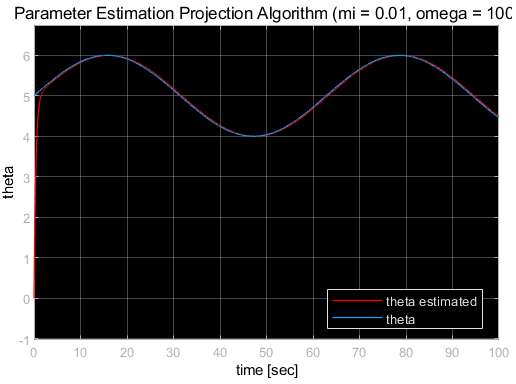 Parameter Estimation Projection Algorithm (mi = 0.01, omega = 100
theta
6
5
4
3
2
1
0
-1
0 10 20 30 40 50 60 70 80 90 100
theta estimated
theta
time [sec]